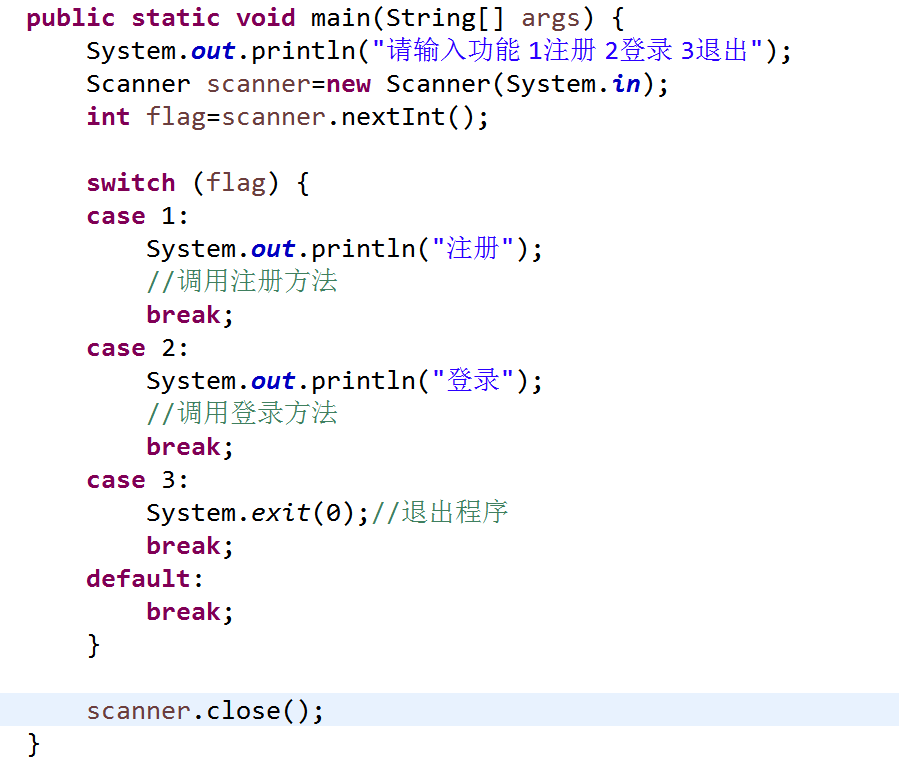 public static void main(String[] args) {
System.out.println("请输入功能 1注册 2登录 3退出");
Scanner scanner=new Scanner(System.in);
int flag=scanner.nextInt();
switch (flag) {
case 1:
System.out.println("注册");
//调用注册方法
break;
case 2:
System.out.println("登录");
//调用登录方法
break;
case 3:
System.exit(0);//退出程序
break;
default:
break;
}
scanner.close();
}